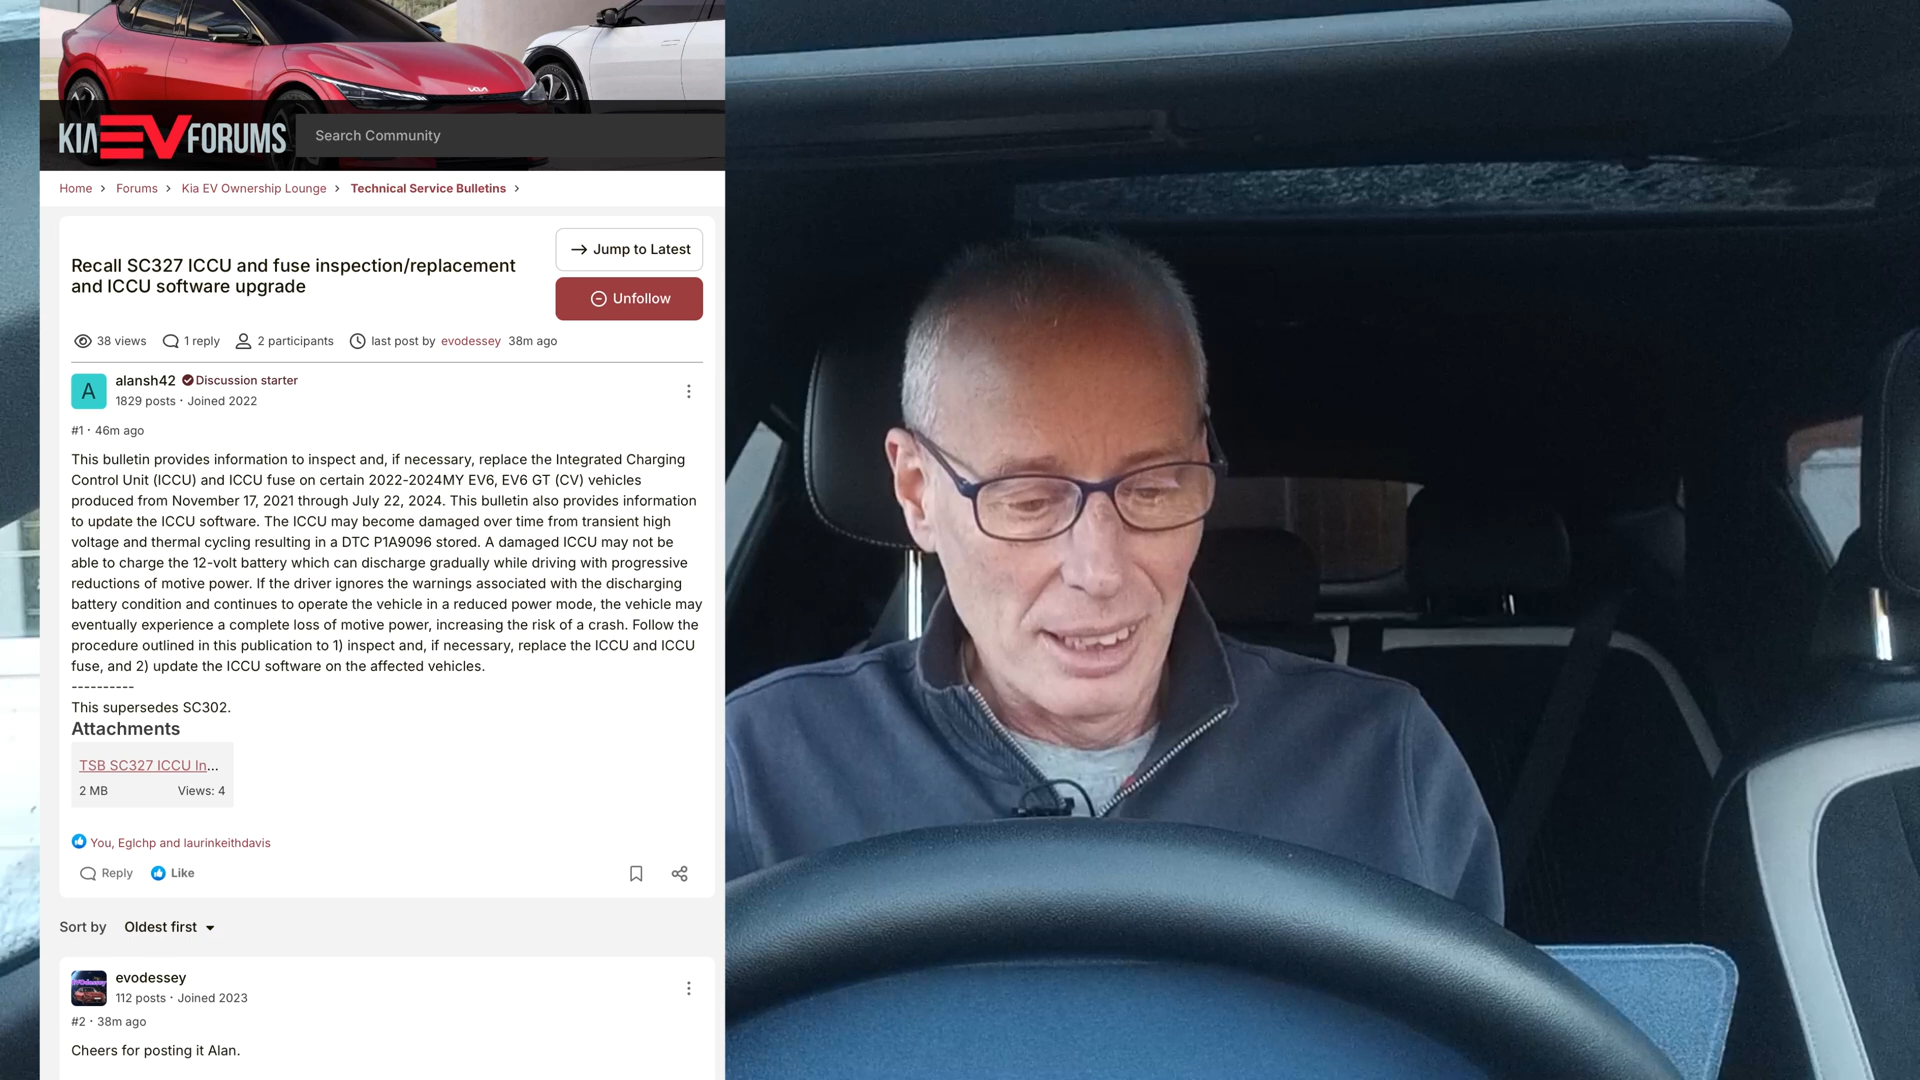 KIA EV FORUMS
Search Community
Home > Forums > Kia EV Ownership Lounge > Technical Service Bulletins >
Recall SC327 ICCU and fuse inspection/replacement
and ICCU software upgrade
Jump to Latest
Unfollow
38 views 1 reply 2 participants last post by evodessey 38m ago
A
alansh42 Discussion starter
1829 posts · Joined 2022
#1 · 46m ago
This bulletin provides information to inspect and, if necessary, replace the Integrated Charging
Control Unit (ICCU) and ICCU fuse on certain 2022-2024MY EV6, EV6 GT (CV) vehicles
produced from November 17, 2021 through July 22, 2024. This bulletin also provides information
to update the ICCU software. The ICCU may become damaged over time from transient high
voltage and thermal cycling resulting in a DTC P1A9096 stored. A damaged ICCU may not be
able to charge the 12-volt battery which can discharge gradually while driving with progressive
reductions of motive power. If the driver ignores the warnings associated with the discharging
battery condition and continues to operate the vehicle in a reduced power mode, the vehicle may
eventually experience a complete loss of motive power, increasing the risk of a crash. Follow the
procedure outlined in this publication to 1) inspect and, if necessary, replace the ICCU and ICCU
fuse, and 2) update the ICCU software on the affected vehicles.
----------
This supersedes SC302.
Attachments
TSB SC327 ICCU In...
2 MB Views: 4
You, Eglchp and laurinkeithdavis
Reply Like
Sort by Oldest first
evodessey
112 posts · Joined 2023
#2 · 38m ago
Cheers for posting it Alan.